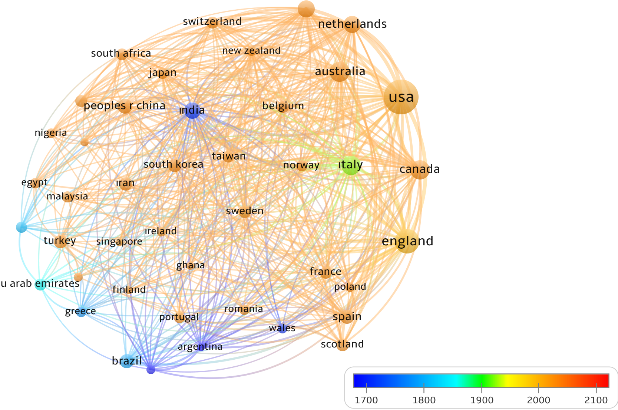 switzerland
netherlands
new zealand
south africa
japan
australia
usa
peoples r china
india
belgium
nigeria
taiwan
south korea
norway
italy
canada
egypt
iran
malaysia
sweden
ireland
turkey
singapore
england
ghana
france
u arab emirates
finland
poland
greece
portugal
romania
spain
wales
argentina
scotland
brazil
1700 1800 1900 2000 2100